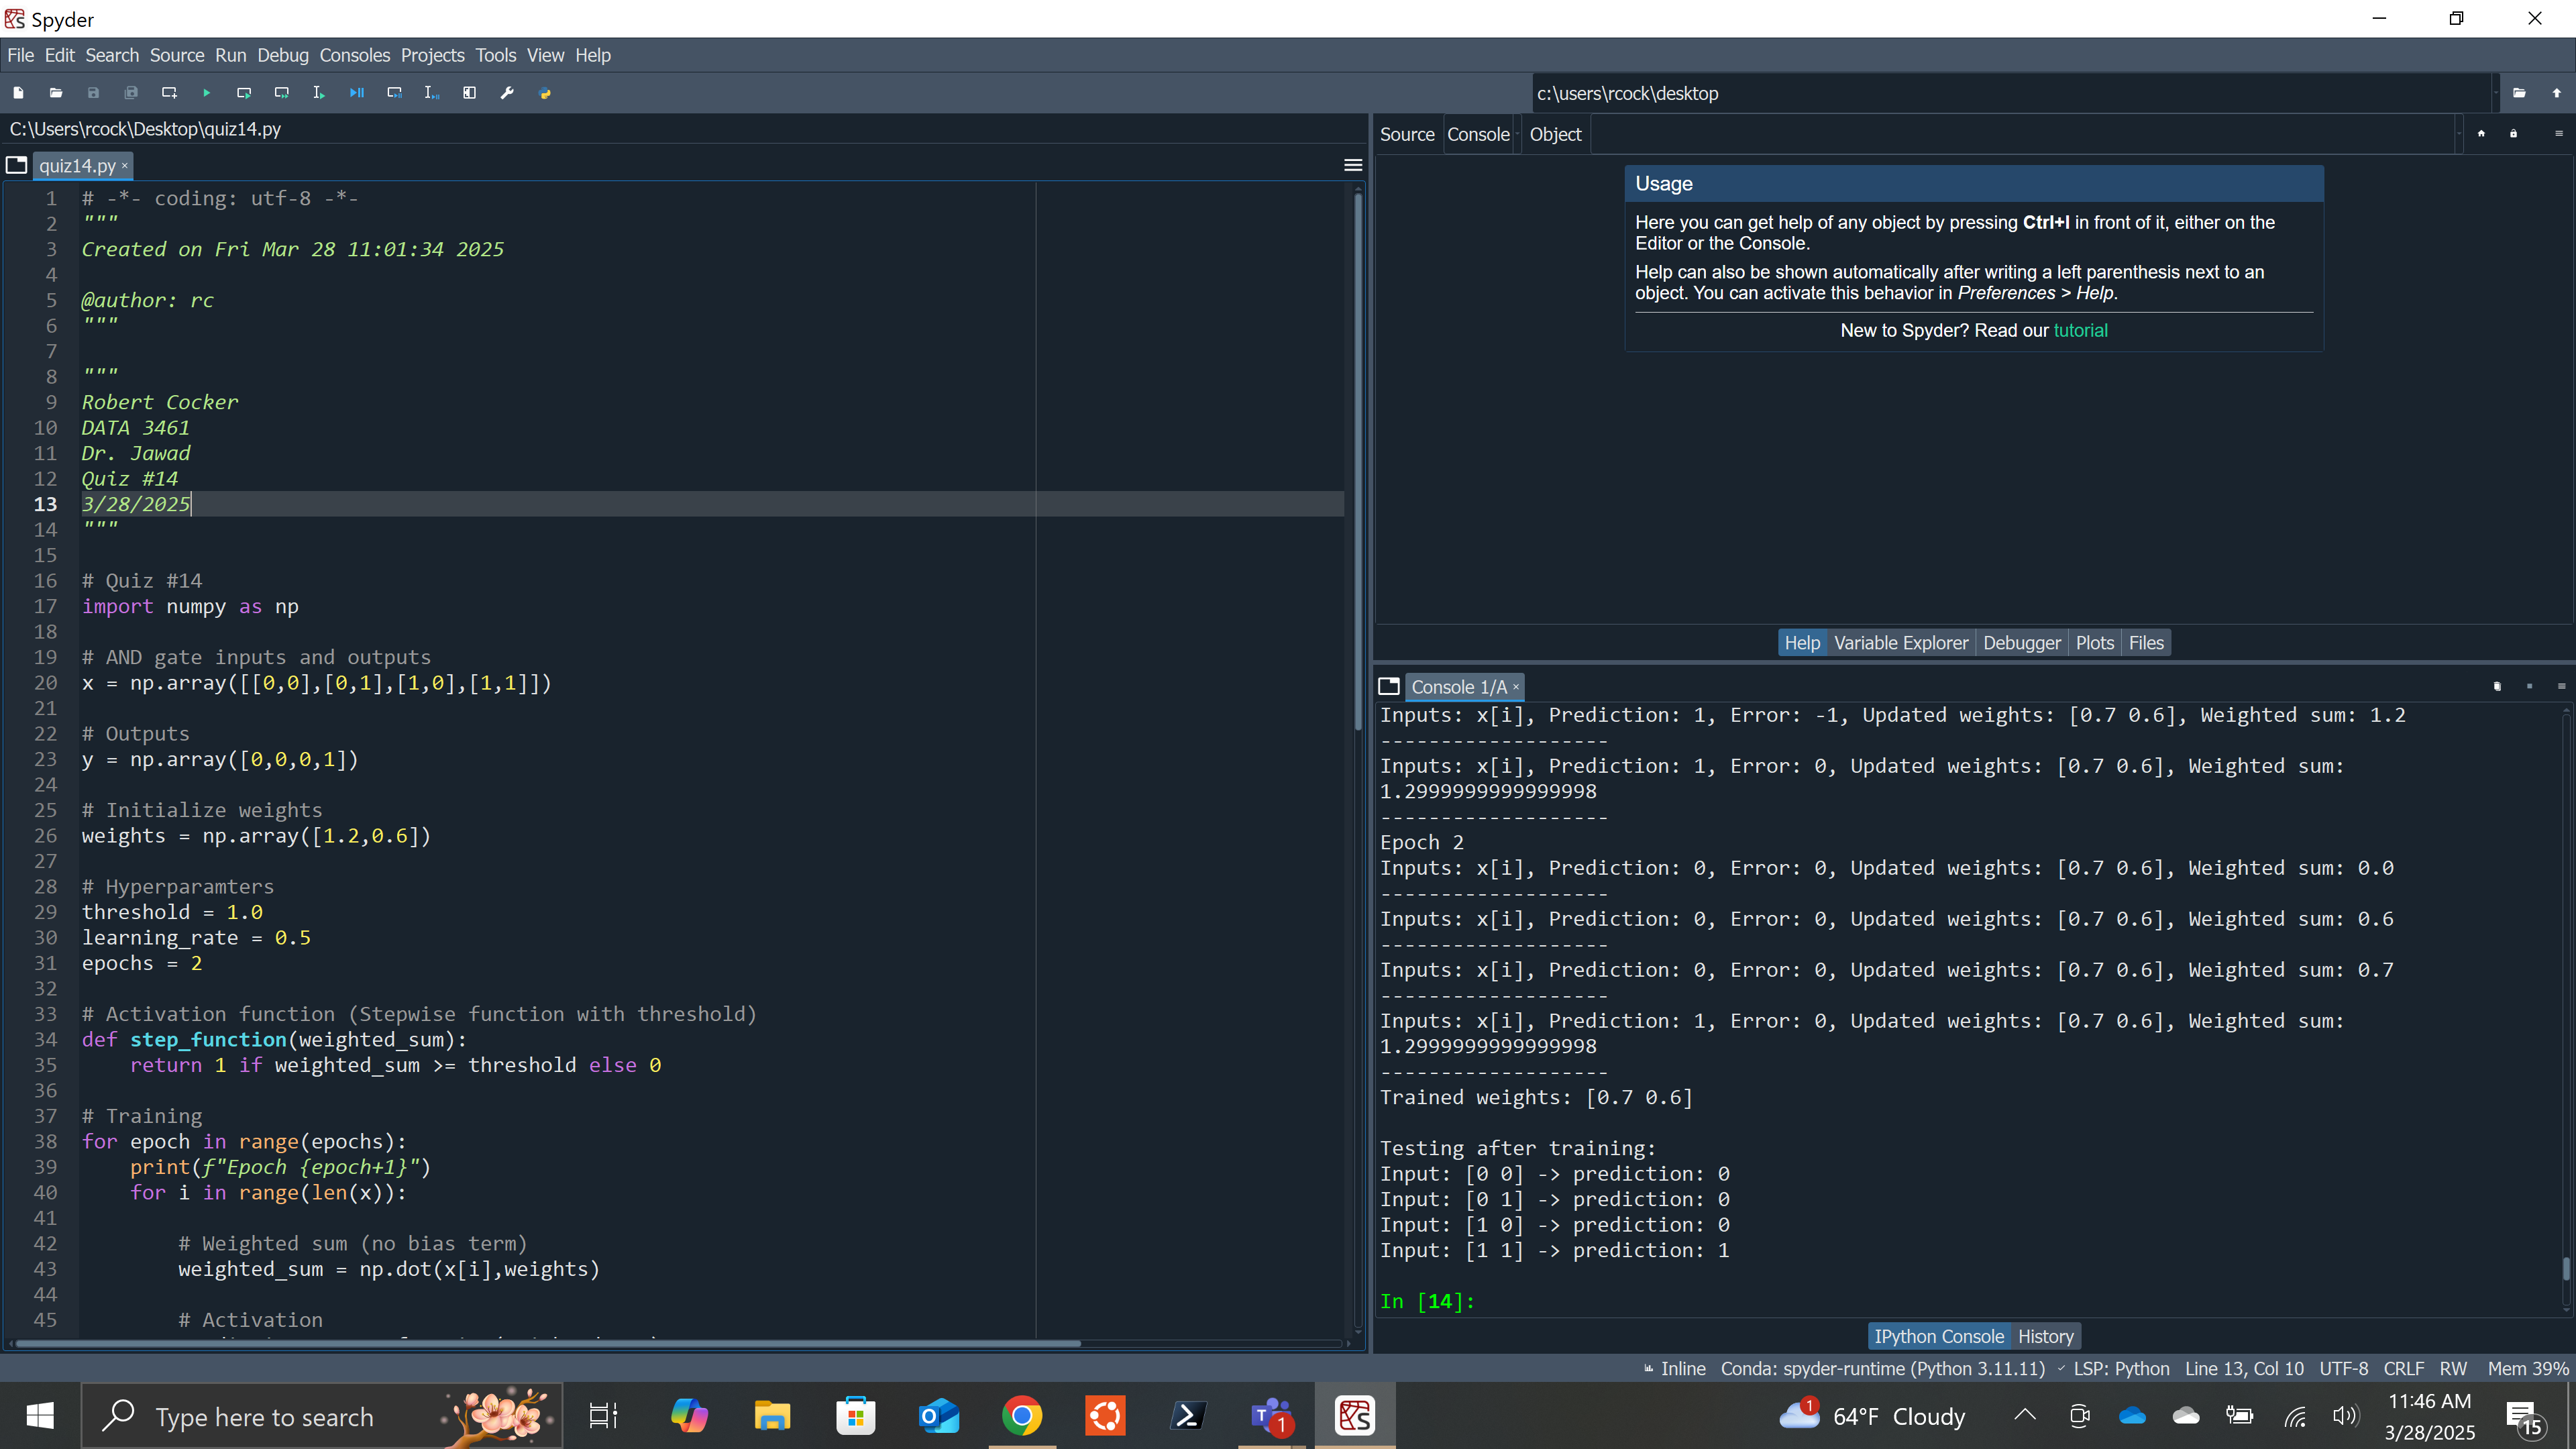 Spyder
File Edit Search Source Run Debug Consoles Projects Tools View Help
c:\users\rcock\desktop
C:\Users\rcock\Desktop\quiz14.py
quiz14.py
1 # -*- coding: utf-8 -*-
2 """
3 Created on Fri Mar 28 11:01:34 2025
4
5 @author: rc
6 """
7
8 """
9 Robert Cocker
10 DATA 3461
11 Dr. Jawad
12 Quiz #14
13 3/28/2025
14 """
15
16 # Quiz #14
17 import numpy as np
18
19 # AND gate inputs and outputs
20 x = np.array([[0,0],[0,1],[1,0],[1,1]])
21
22 # Outputs
23 y = np.array([0,0,0,1])
24
25 # Initialize weights
26 weights = np.array([1.2,0.6])
27
28 # Hyperparamters
29 threshold = 1.0
30 learning_rate = 0.5
31 epochs = 2
32
33 # Activation function (Stepwise function with threshold)
34 def step_function(weighted_sum):
35     return 1 if weighted_sum >= threshold else 0
36
37 # Training
38 for epoch in range(epochs):
39     print(f"Epoch {epoch+1}")
40     for i in range(len(x)):
41
42         # Weighted sum (no bias term)
43         weighted_sum = np.dot(x[i],weights)
44
45         # Activation
Source Console Object
Usage
Here you can get help of any object by pressing Ctrl+I in front of it, either on the
Editor or the Console.
Help can also be shown automatically after writing a left parenthesis next to an
object. You can activate this behavior in Preferences > Help.
New to Spyder? Read our tutorial
Help Variable Explorer Debugger Plots Files
Console 1/A
Inputs: x[i], Prediction: 1, Error: -1, Updated weights: [0.7 0.6], Weighted sum: 1.2
-------------------
Inputs: x[i], Prediction: 1, Error: 0, Updated weights: [0.7 0.6], Weighted sum:
1.2999999999999998
-------------------
Epoch 2
Inputs: x[i], Prediction: 0, Error: 0, Updated weights: [0.7 0.6], Weighted sum: 0.0
-------------------
Inputs: x[i], Prediction: 0, Error: 0, Updated weights: [0.7 0.6], Weighted sum: 0.6
-------------------
Inputs: x[i], Prediction: 0, Error: 0, Updated weights: [0.7 0.6], Weighted sum: 0.7
-------------------
Inputs: x[i], Prediction: 1, Error: 0, Updated weights: [0.7 0.6], Weighted sum:
1.2999999999999998
-------------------
Trained weights: [0.7 0.6]

Testing after training:
Input: [0 0] -> prediction: 0
Input: [0 1] -> prediction: 0
Input: [1 0] -> prediction: 0
Input: [1 1] -> prediction: 1

In [14]:
IPython Console History
Inline Conda: spyder-runtime (Python 3.11.11) LSP: Python Line 13, Col 10 UTF-8 CRLF RW Mem 39%
Type here to search
1
1
64°F Cloudy
11:46 AM
3/28/2025
15